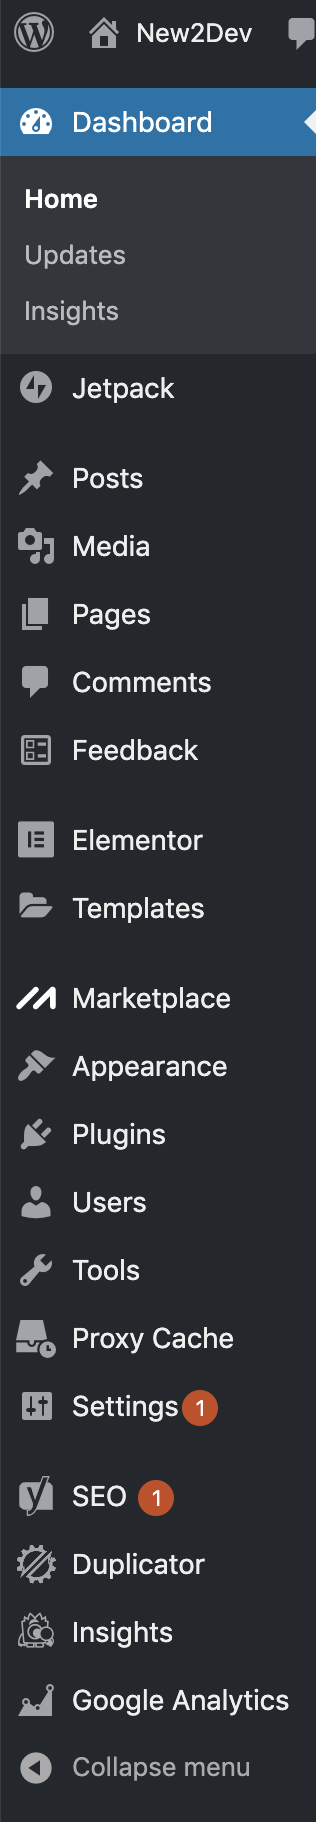 New2Dev
Dashboard
Home
Updates
Insights
Jetpack
Posts
Media
Pages
Comments
Feedback
Elementor
Templates
Marketplace
Appearance
Plugins
Users
Tools
Proxy Cache
Settings 1
SEO 1
Duplicator
Insights
Google Analytics
Collapse menu